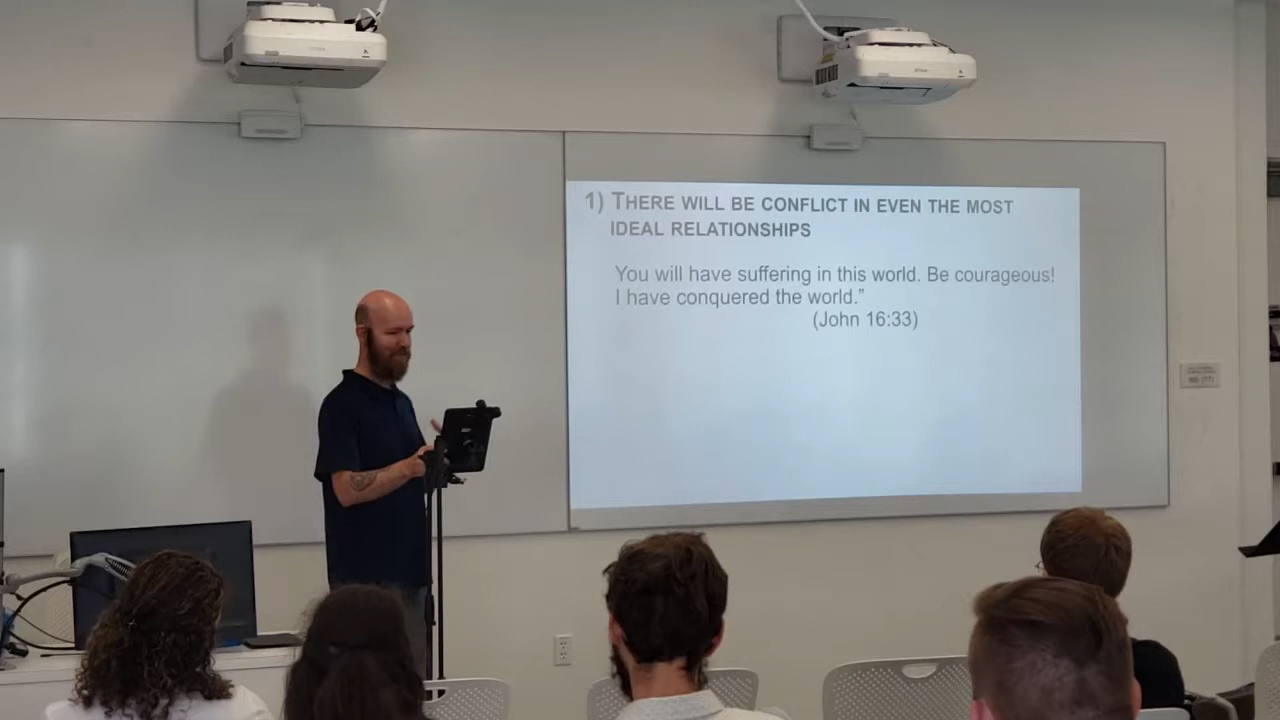 1) THERE WILL BE CONFLICT IN EVEN THE MOST
IDEAL RELATIONSHIPS
You will have suffering in this world. Be courageous!
I have conquered the world.”
(John 16:33)